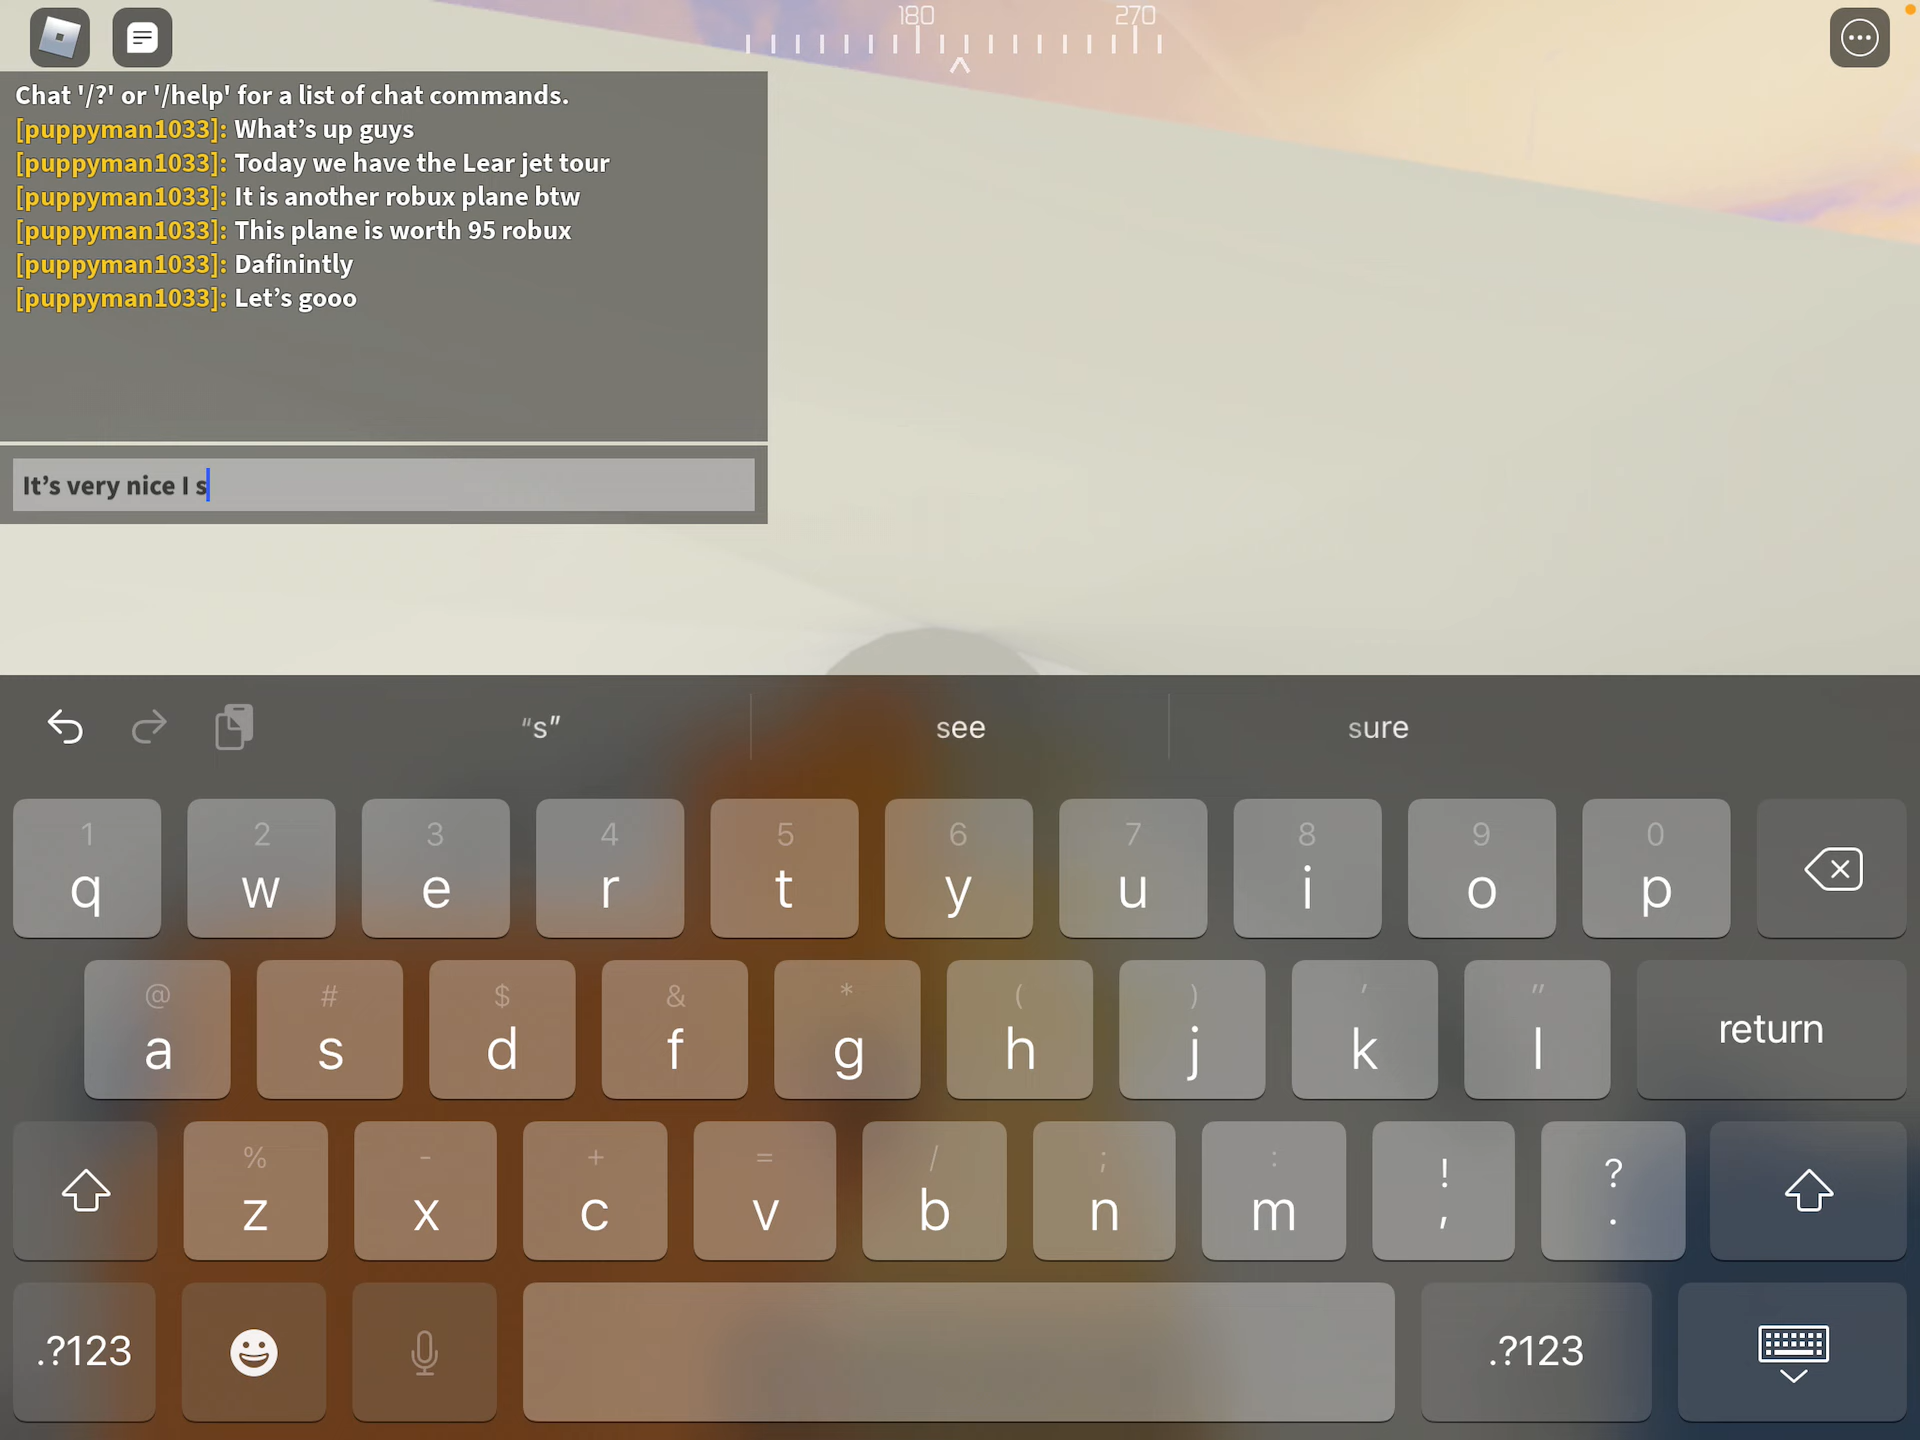 180 270
Chat '/?' or '/help' for a list of chat commands.
[puppyman1033]: What’s up guys
[puppyman1033]: Today we have the Lear jet tour
[puppyman1033]: It is another robux plane btw
[puppyman1033]: This plane is worth 95 robux
[puppyman1033]: Dafinintly
[puppyman1033]: Let’s gooo
It’s very nice I s
“s” see sure
1 2 3 4 5 6 7 8 9 0
q w e r t y u i o p
@ # $ & * ( ) ' "
a s d f g h j k l return
% - + = / ; : ! ?
z x c v b n m , .
.?123 .?123